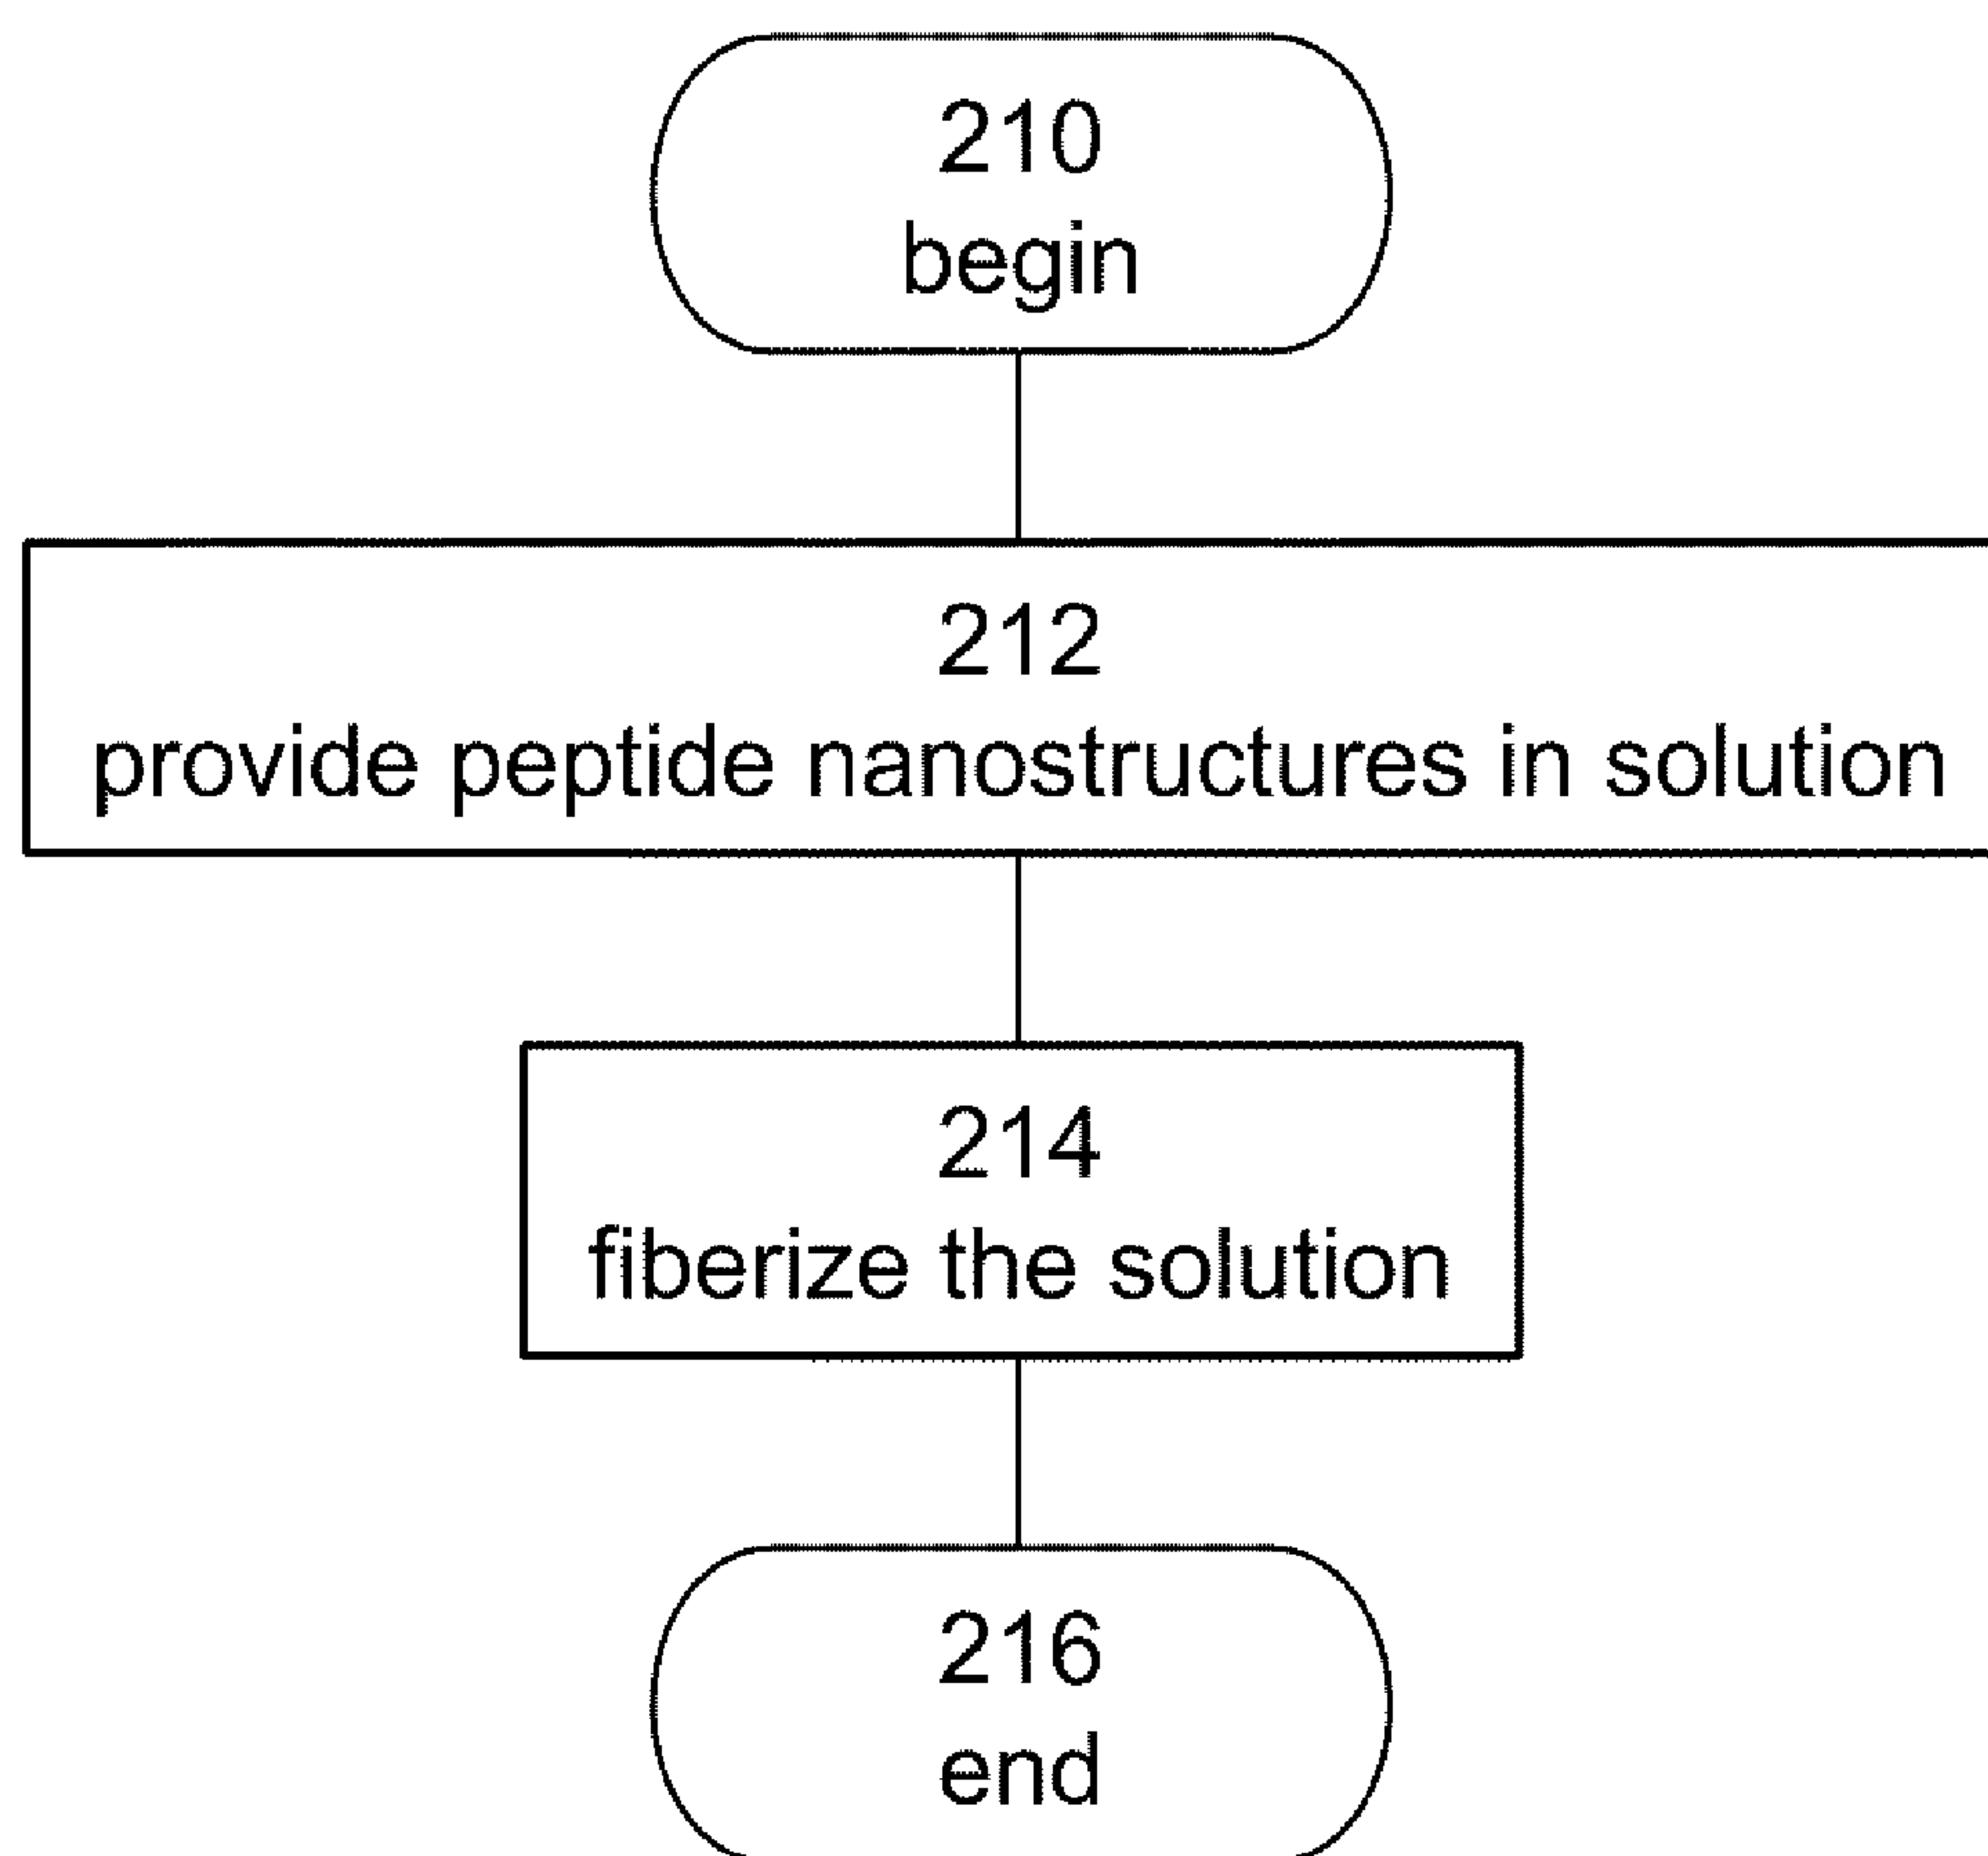 210
begin
212
provide peptide nanostructures in solution
214
fiberize the solution
216
end